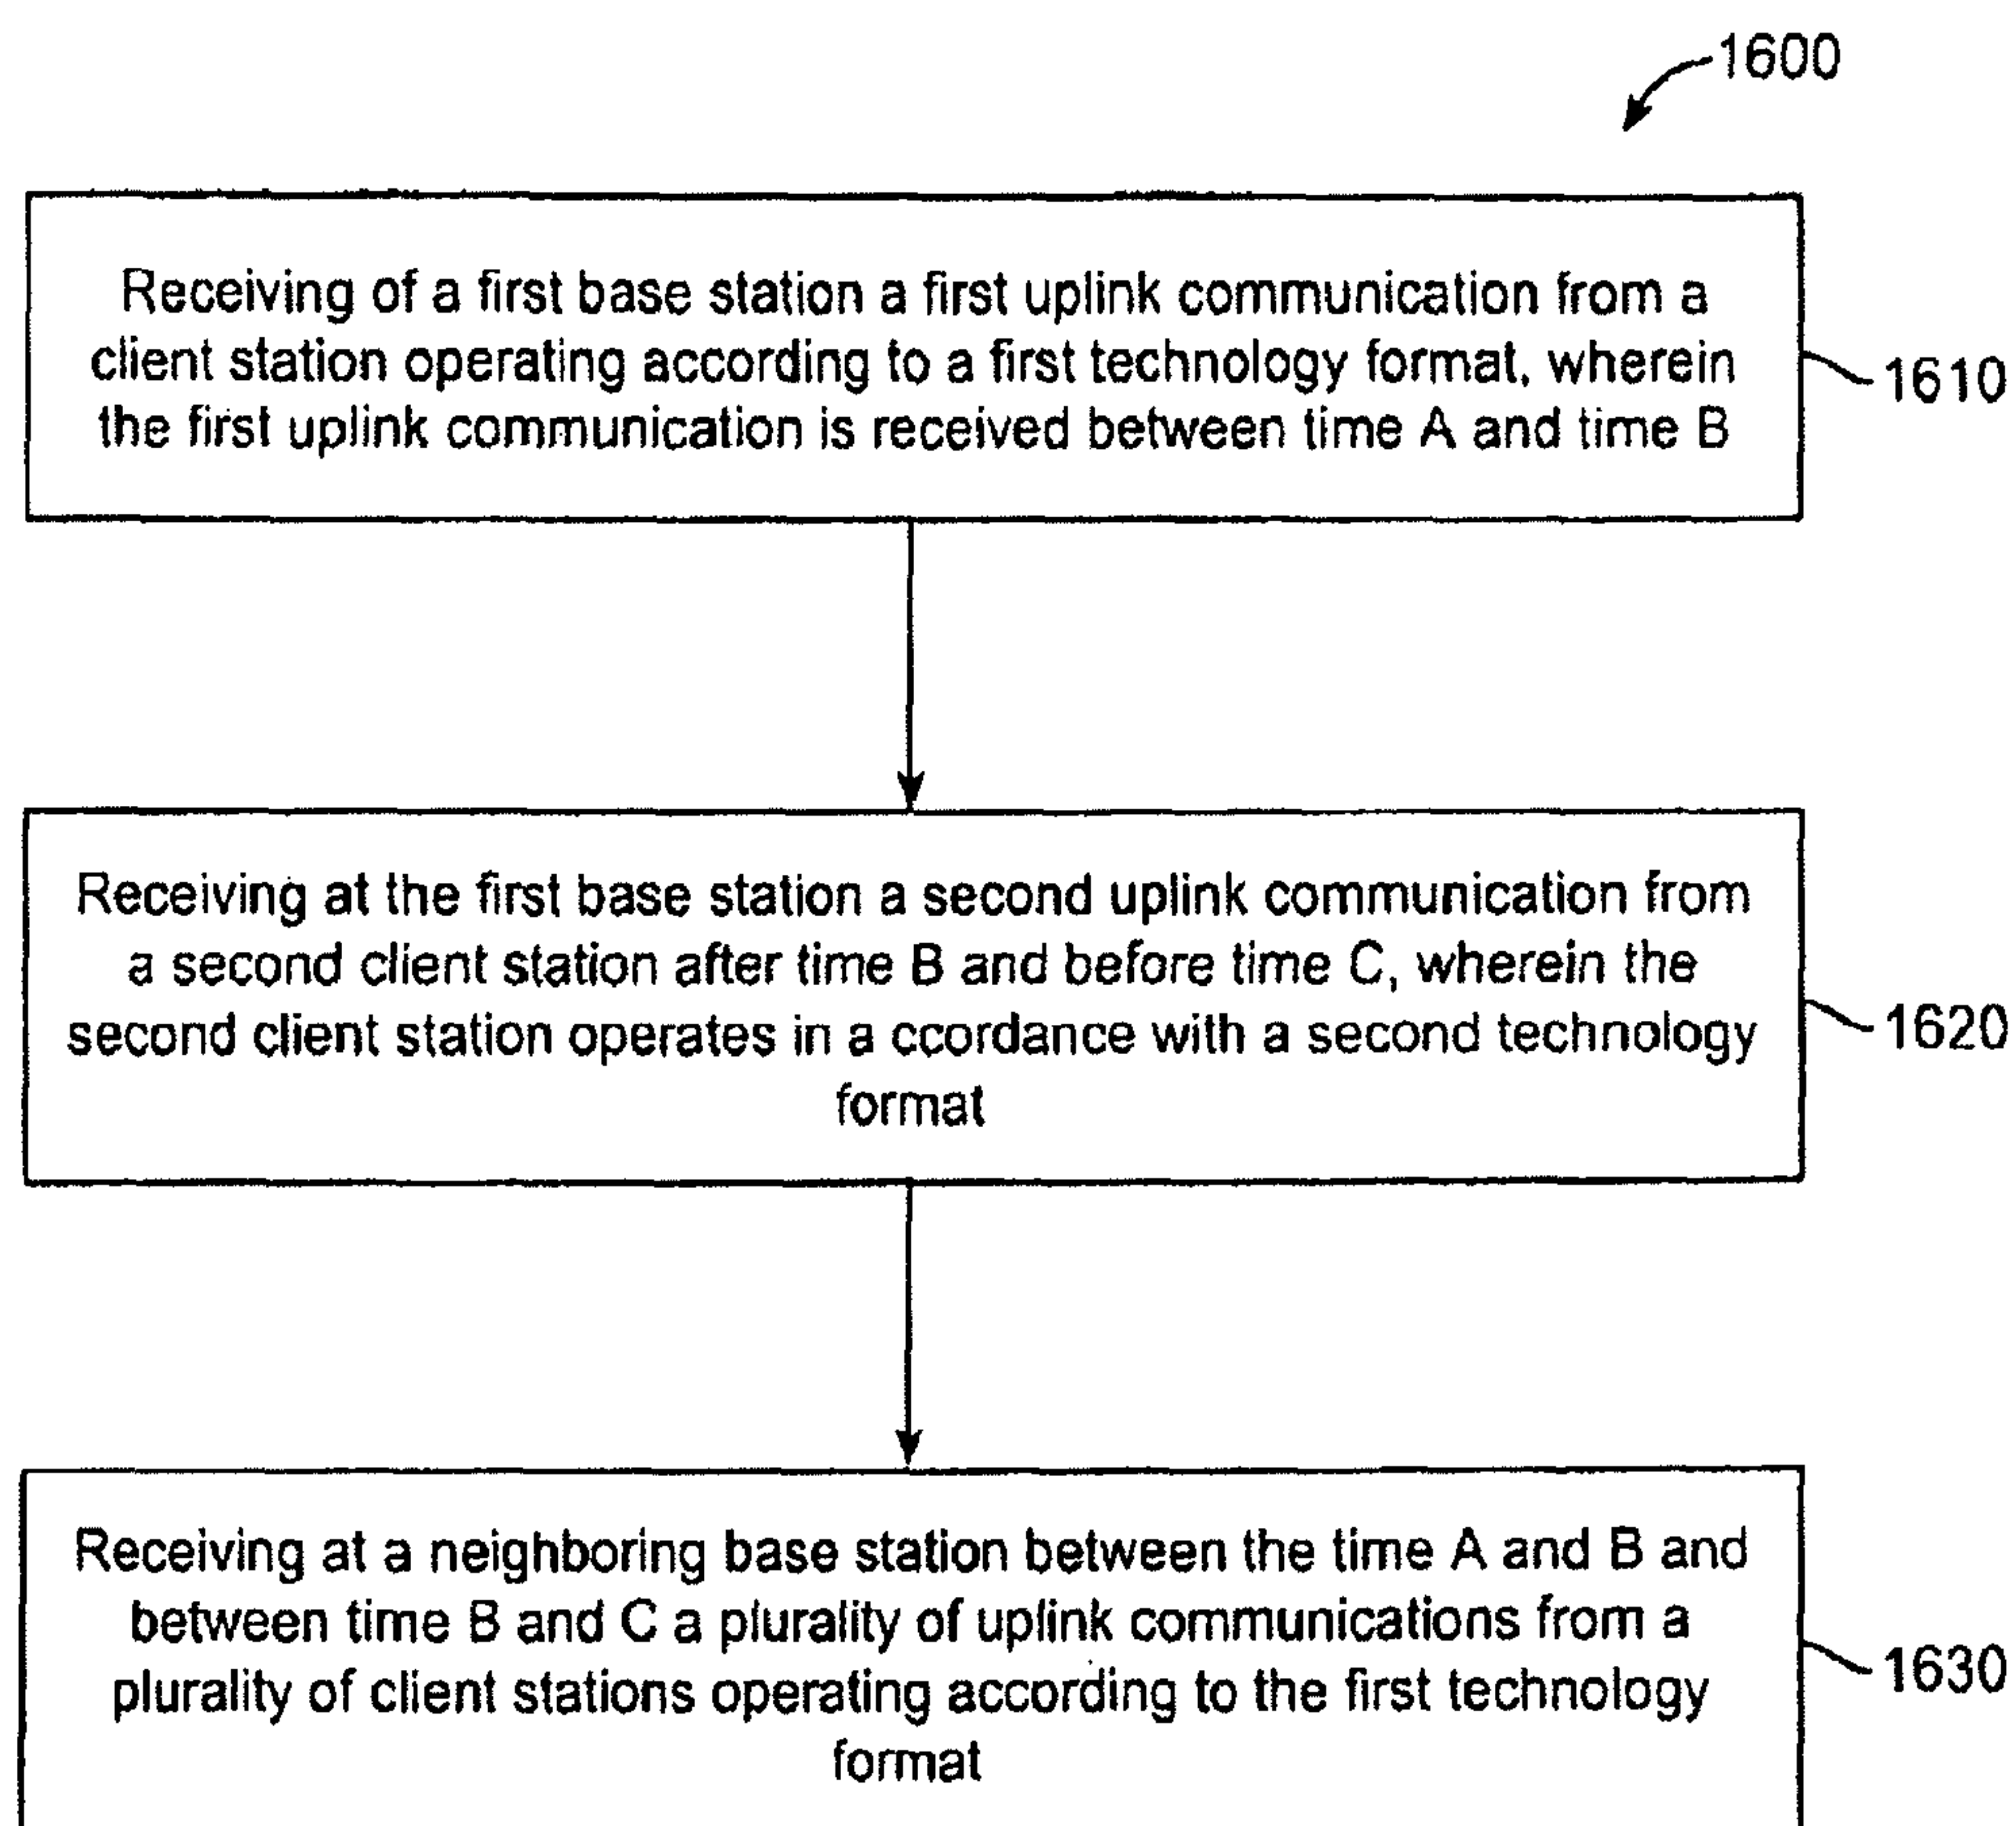 1600
Receiving of a first base station a first uplink communication from a
client station operating according to a first technology format, wherein
the first uplink communication is received between time A and time B
1610
Receiving at the first base station a second uplink communication from
a second client station after time B and before time C, wherein the
second client station operates in a ccordance with a second technology
format
1620
Receiving at a neighboring base station between the time A and B and
between time B and C a plurality of uplink communications from a
plurality of client stations operating according to the first technology
format
1630